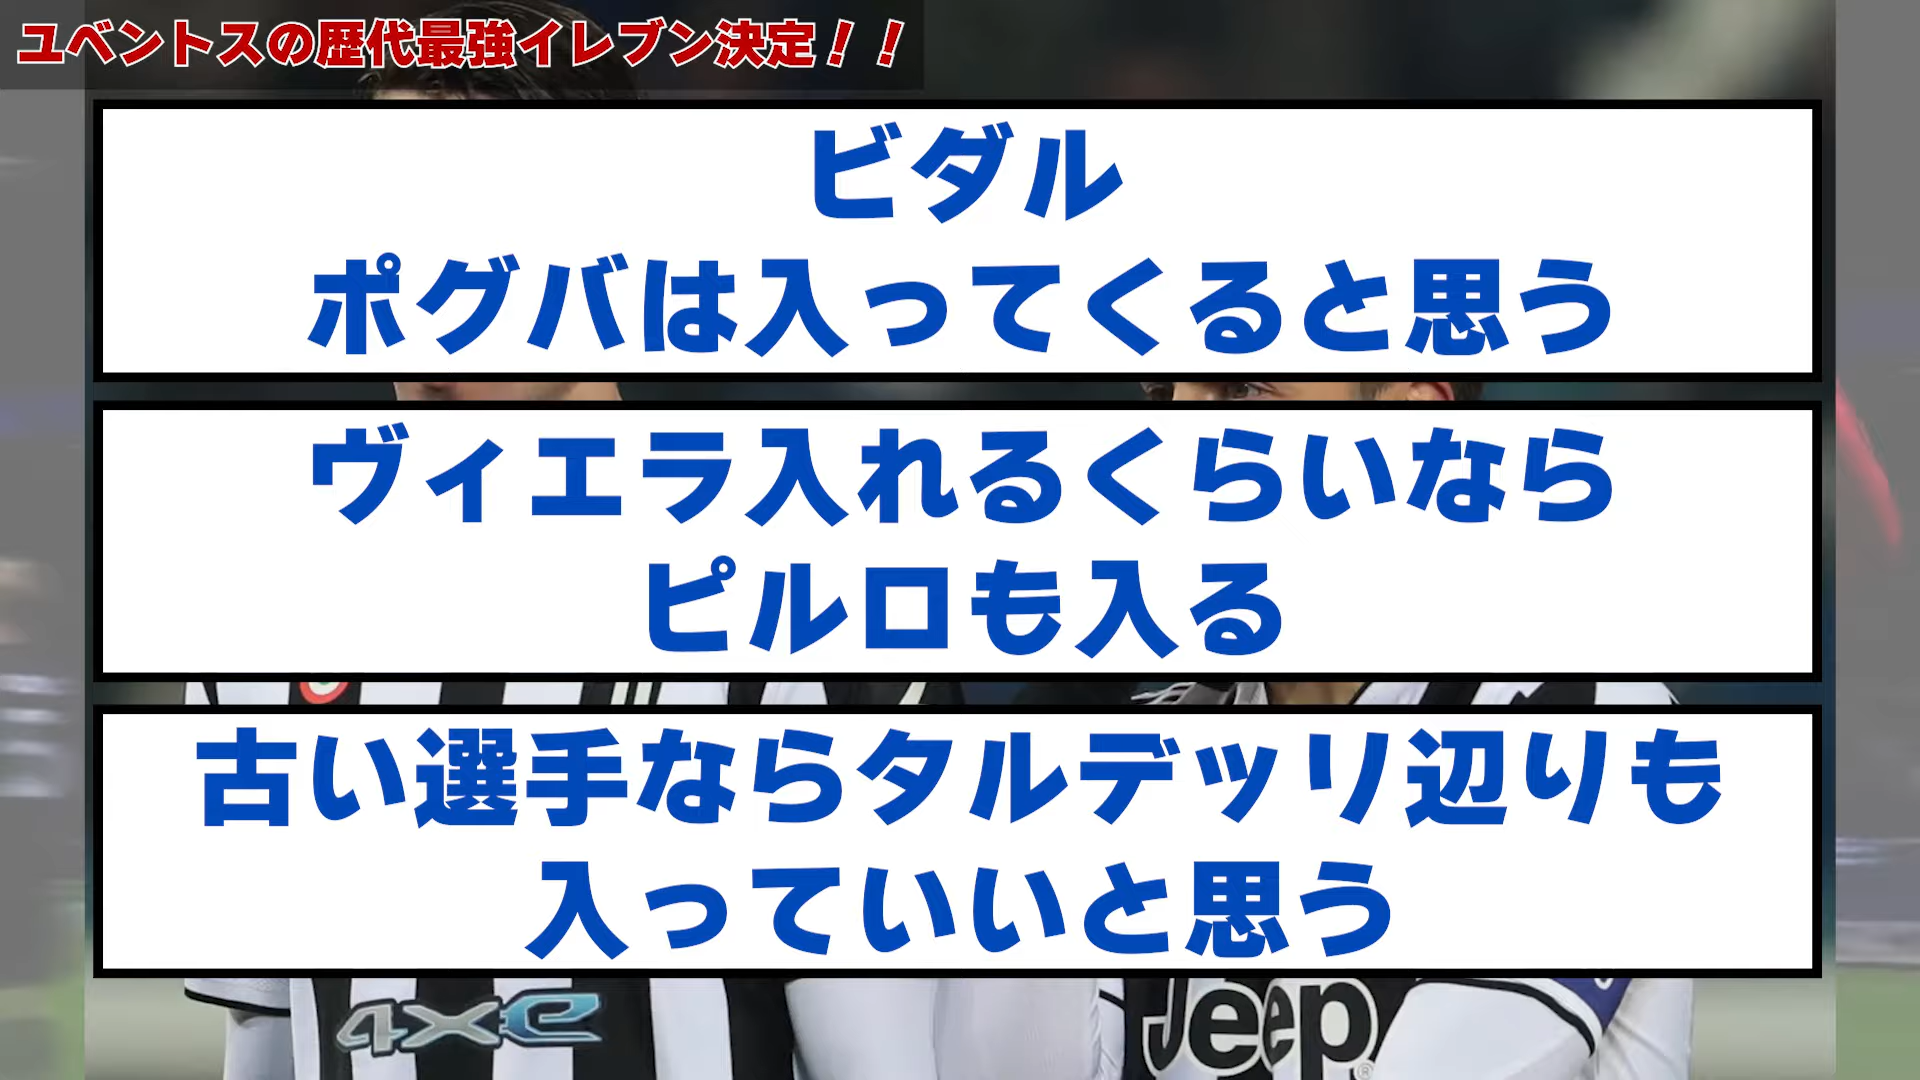 ユベントスの歴代最強イレブン決定！！
ビダル
ポグバは入ってくると思う
ヴィエラ入れるくらいなら
ピルロも入る
古い選手ならタルデッリ辺りも
入っていいと思う
4xe
Jeep